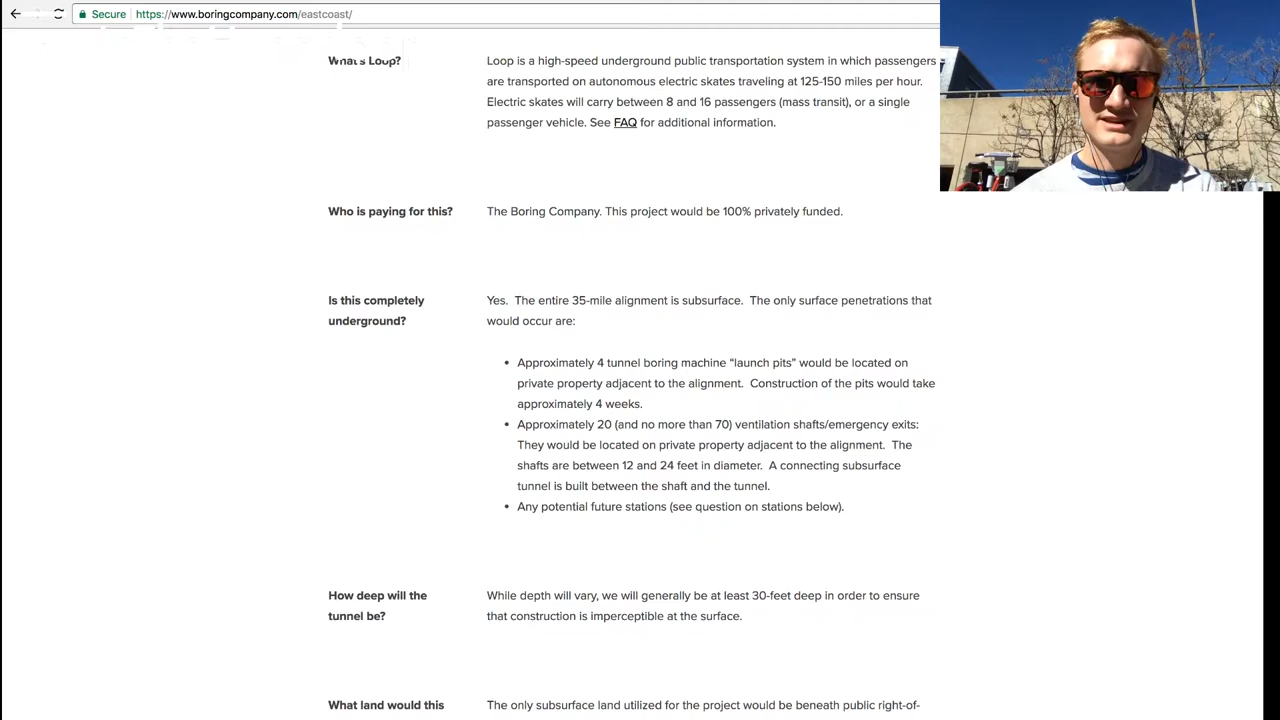 Secure https://www.boringcompany.com/eastcoast/
What's Loop?
Loop is a high-speed underground public transportation system in which passengers
are transported on autonomous electric skates traveling at 125-150 miles per hour.
Electric skates will carry between 8 and 16 passengers (mass transit), or a single
passenger vehicle. See FAQ for additional information.
Who is paying for this?
The Boring Company. This project would be 100% privately funded.
Is this completely
underground?
Yes. The entire 35-mile alignment is subsurface. The only surface penetrations that
would occur are:
• Approximately 4 tunnel boring machine “launch pits” would be located on
private property adjacent to the alignment. Construction of the pits would take
approximately 4 weeks.
• Approximately 20 (and no more than 70) ventilation shafts/emergency exits:
They would be located on private property adjacent to the alignment. The
shafts are between 12 and 24 feet in diameter. A connecting subsurface
tunnel is built between the shaft and the tunnel.
• Any potential future stations (see question on stations below).
How deep will the
tunnel be?
While depth will vary, we will generally be at least 30-feet deep in order to ensure
that construction is imperceptible at the surface.
What land would this
The only subsurface land utilized for the project would be beneath public right-of-